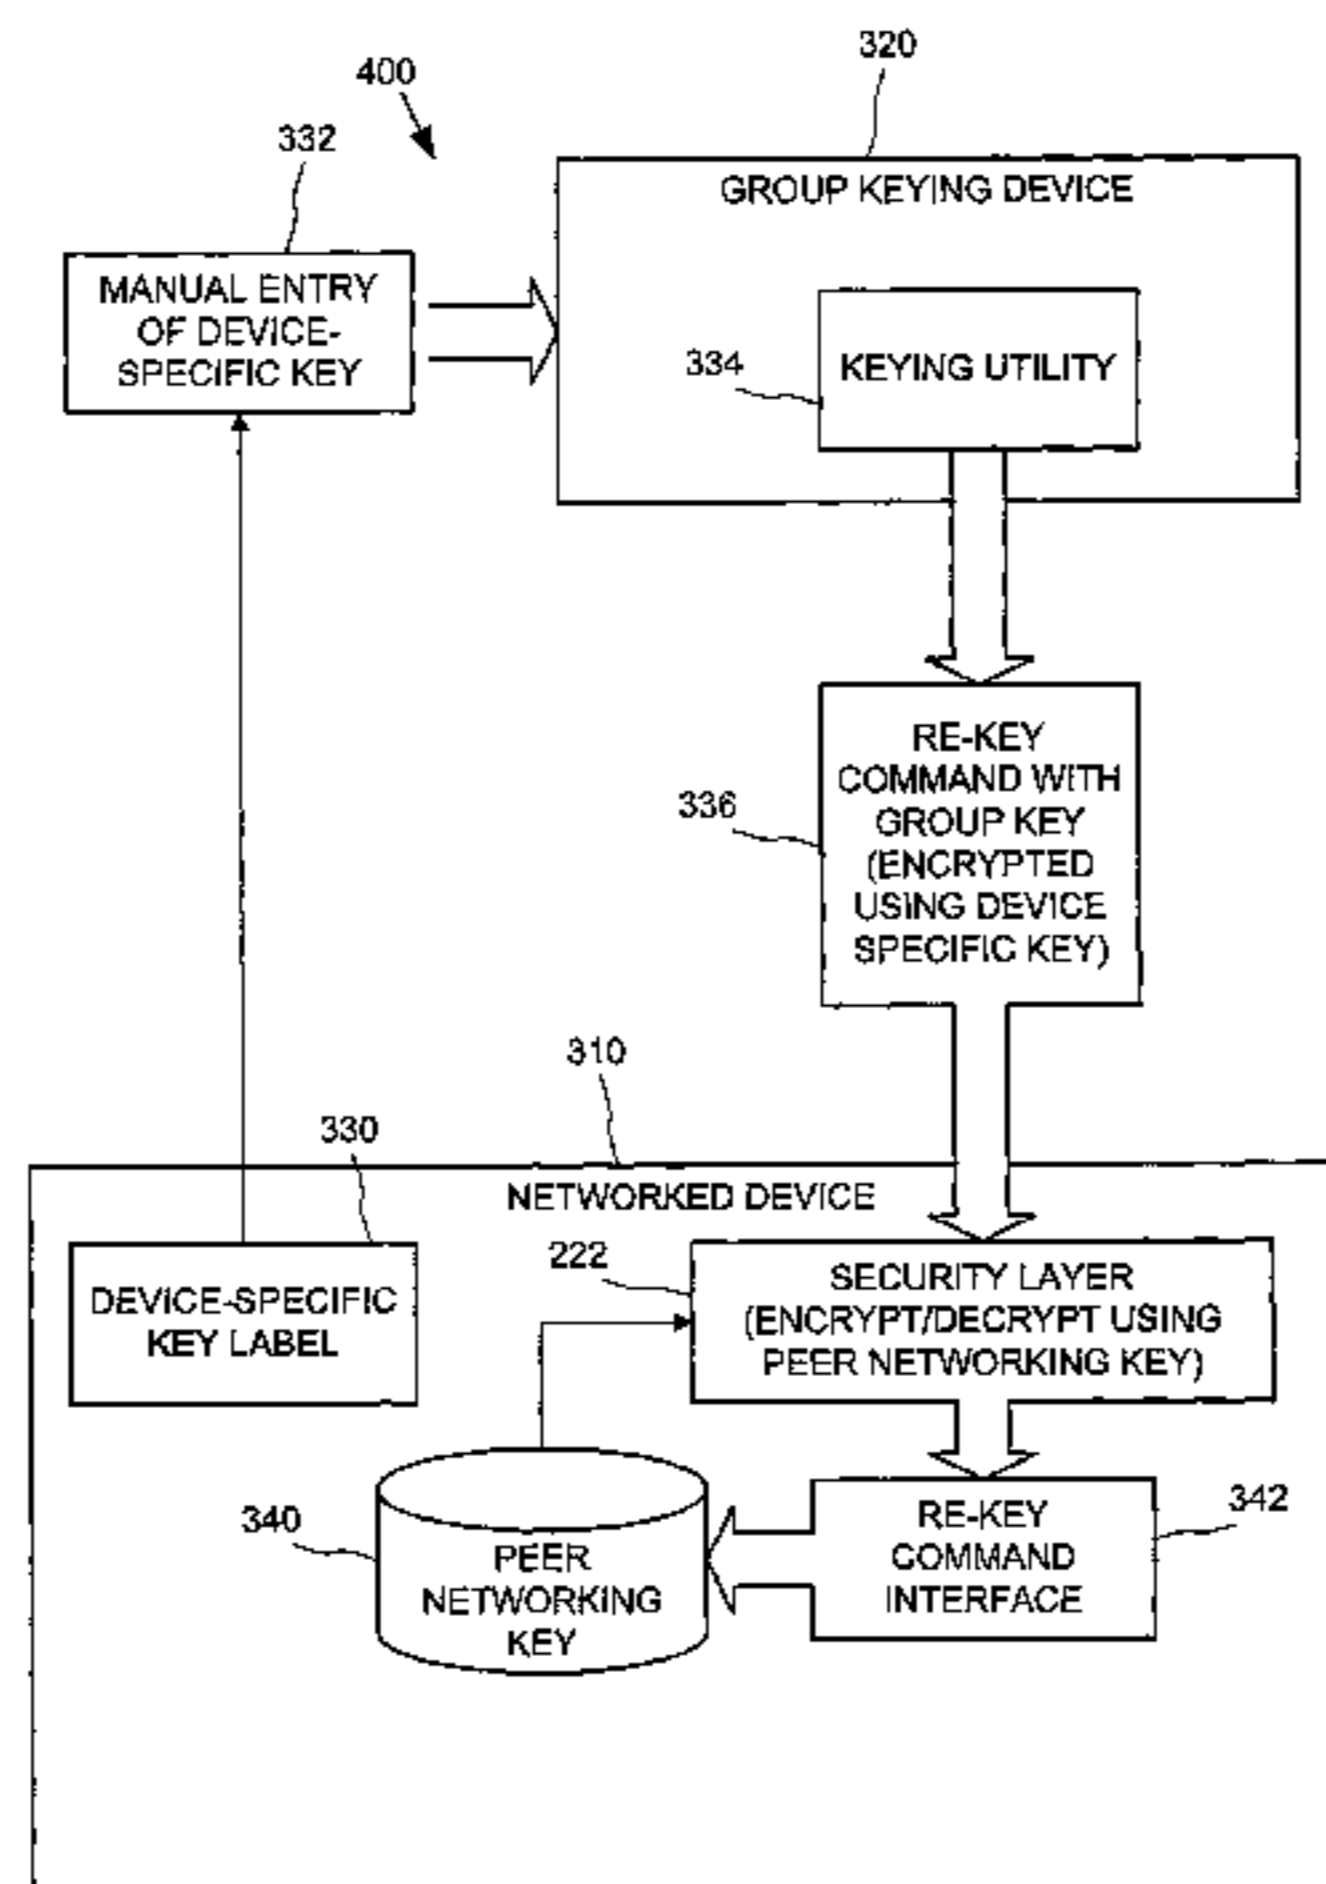 320
400
332
GROUP KEYING DEVICE
MANUAL ENTRY
OF DEVICE-
SPECIFIC KEY
334
KEYING UTILITY
RE-KEY
COMMAND WITH
GROUP KEY
(ENCRYPTED
USING DEVICE
SPECIFIC KEY)
336
310
330
NETWORKED DEVICE
222
DEVICE-SPECIFIC
KEY LABEL
SECURITY LAYER
(ENCRYPT/DECRYPT USING
PEER NETWORKING KEY)
340
PEER
NETWORKING
KEY
RE-KEY
COMMAND
INTERFACE
342